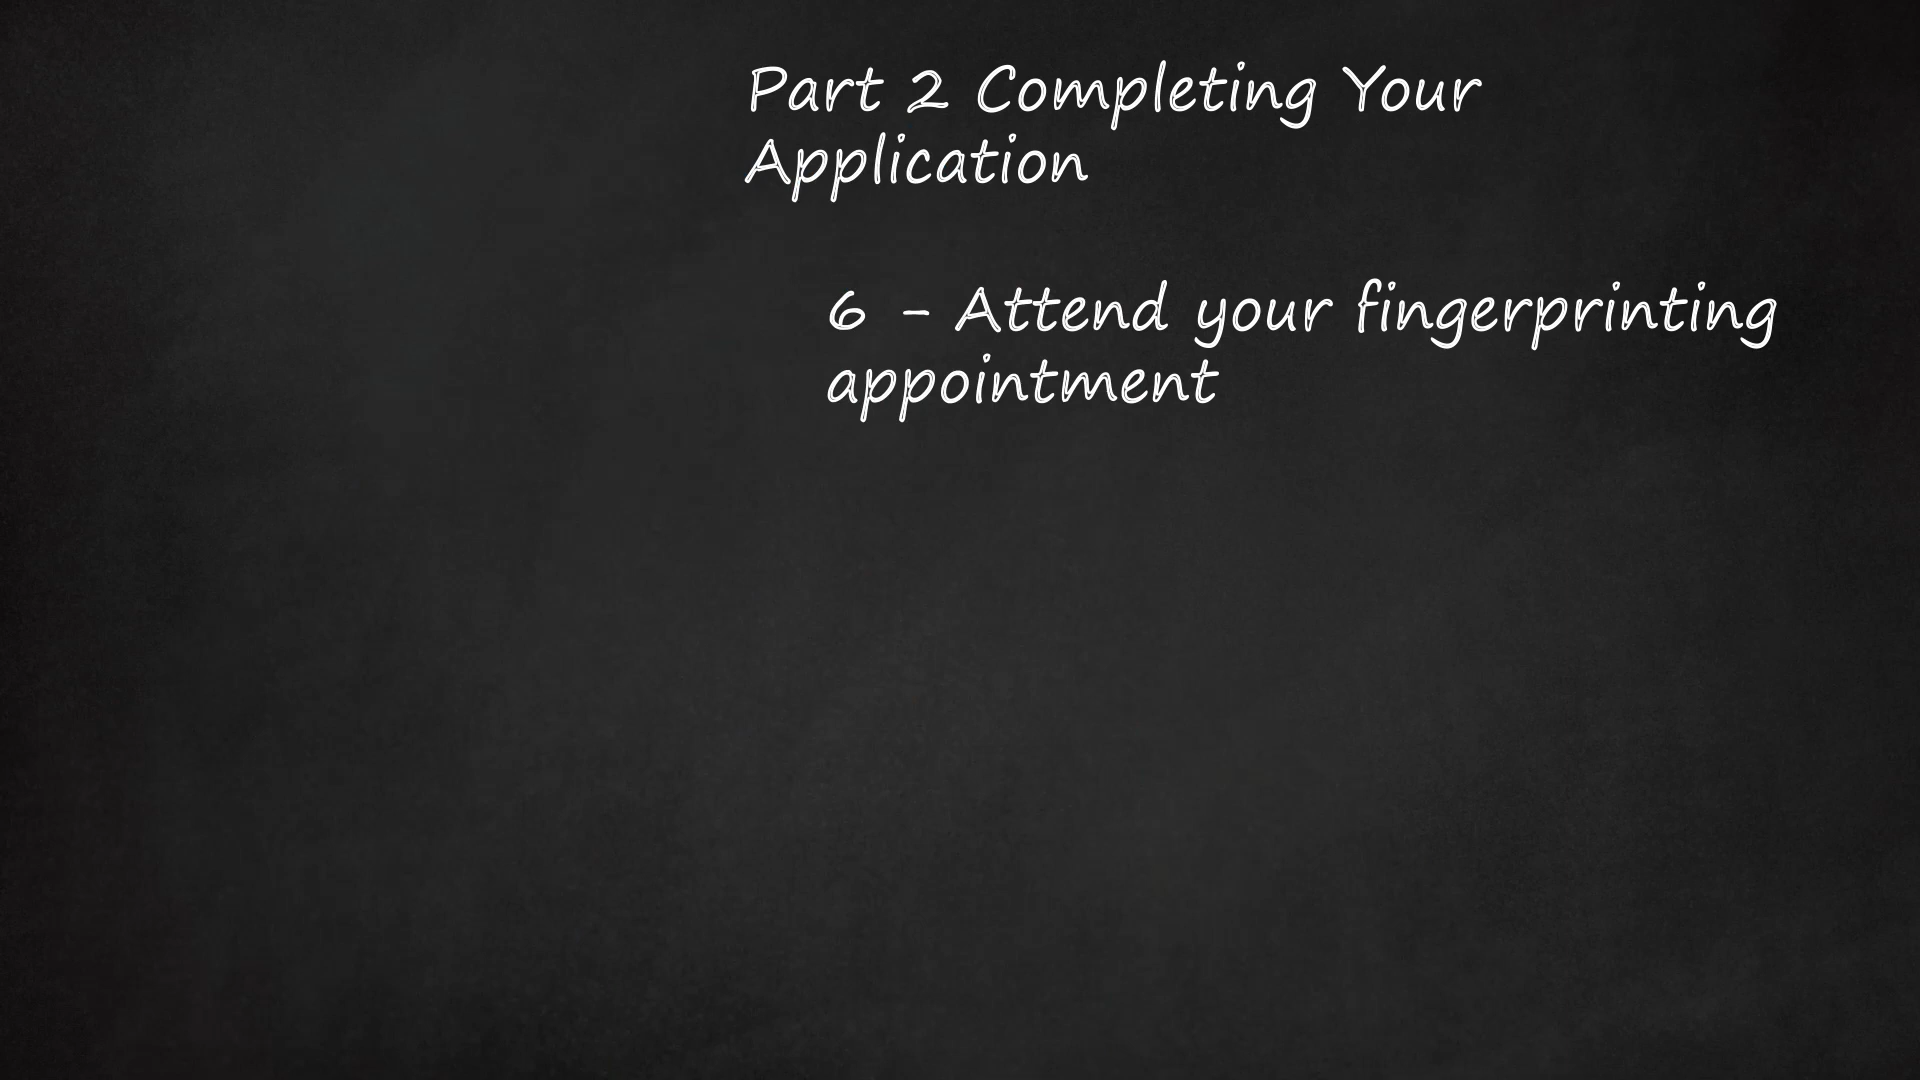 Part 2 Completing Your
Application
6 - Attend your fingerprinting
appointment